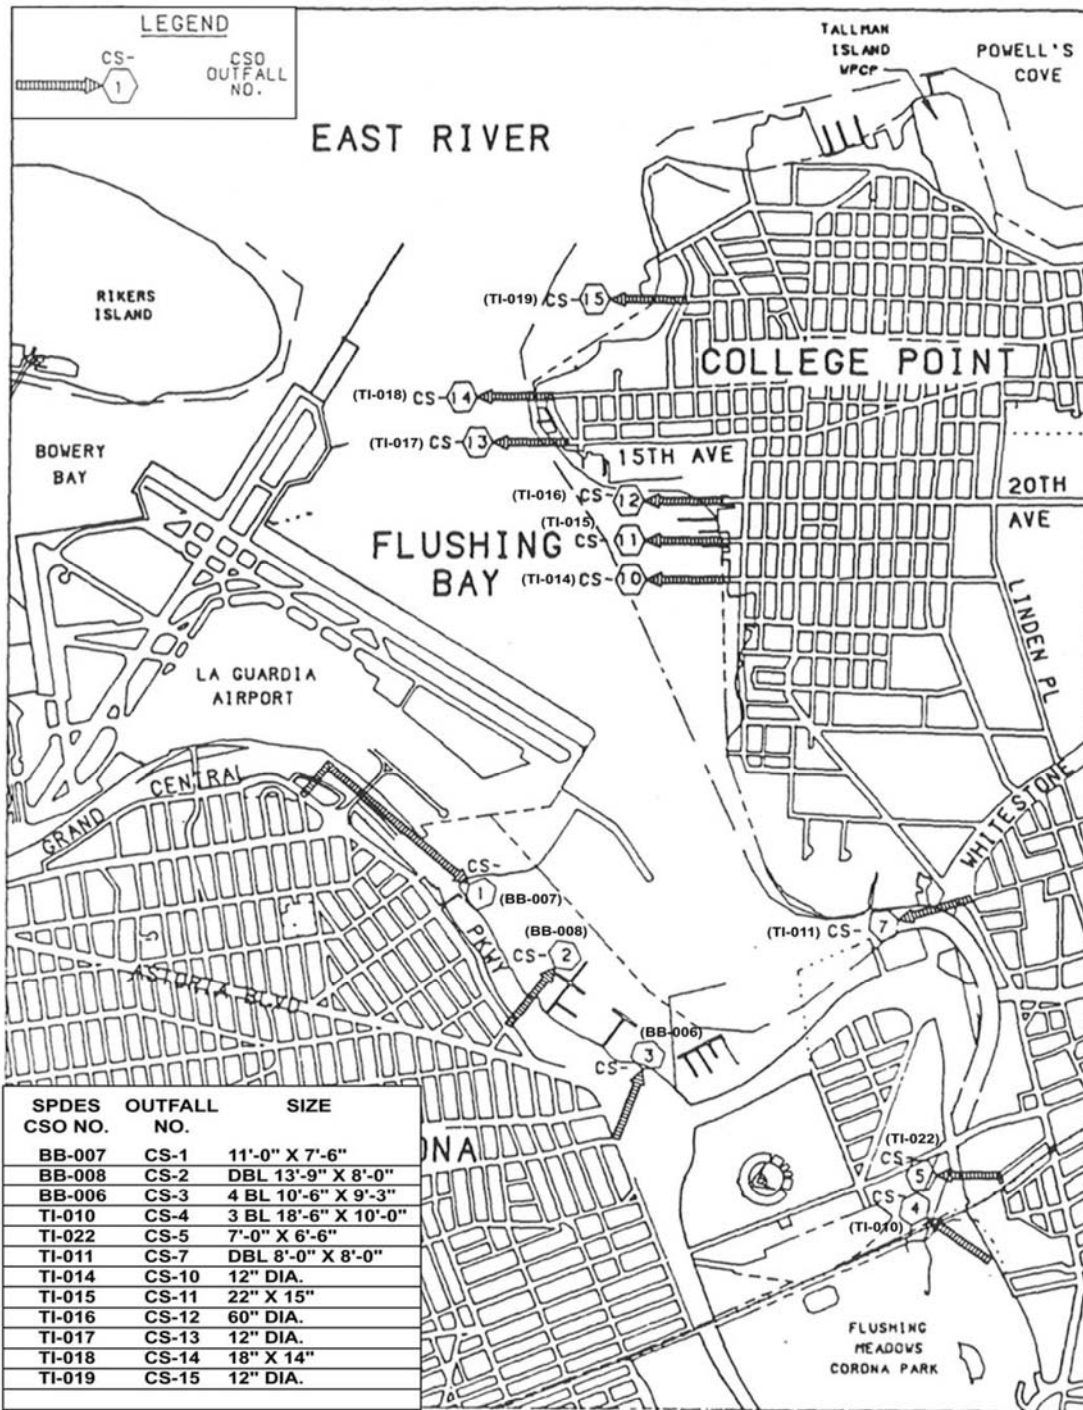 LEGEND
CS-
1
CSO
OUTFALL
NO.
TALLMAN
ISLAND
WPCP
POWELL'S
COVE
EAST RIVER
RIKERS
ISLAND
(TI-019) CS-15
COLLEGE POINT
(TI-018) CS-14
(TI-017) CS-13
15TH AVE
BOWERY
BAY
(TI-016) CS-12
20TH
AVE
(TI-015)
CS-11
FLUSHING
BAY
(TI-014) CS-10
LINDEN PL
LA GUARDIA
AIRPORT
GRAND CENTRAL
PKWY
WHITESTONE
CS-
1
(BB-007)
(BB-008)
CS-2
(TI-011) CS-7
ASTORIA BLVD
(BB-006)
CS-3
ONA
(TI-022)
CS
5
CS-
4
(TI-010)
FLUSHING
MEADOWS
CORONA PARK
SPDES OUTFALL SIZE
CSO NO. NO.
BB-007 CS-1 11'-0" X 7'-6"
BB-008 CS-2 DBL 13'-9" X 8'-0"
BB-006 CS-3 4 BL 10'-6" X 9'-3"
TI-010 CS-4 3 BL 18'-6" X 10'-0"
TI-022 CS-5 7'-0" X 6'-6"
TI-011 CS-7 DBL 8'-0" X 8'-0"
TI-014 CS-10 12" DIA.
TI-015 CS-11 22" X 15"
TI-016 CS-12 60" DIA.
TI-017 CS-13 12" DIA.
TI-018 CS-14 18" X 14"
TI-019 CS-15 12" DIA.